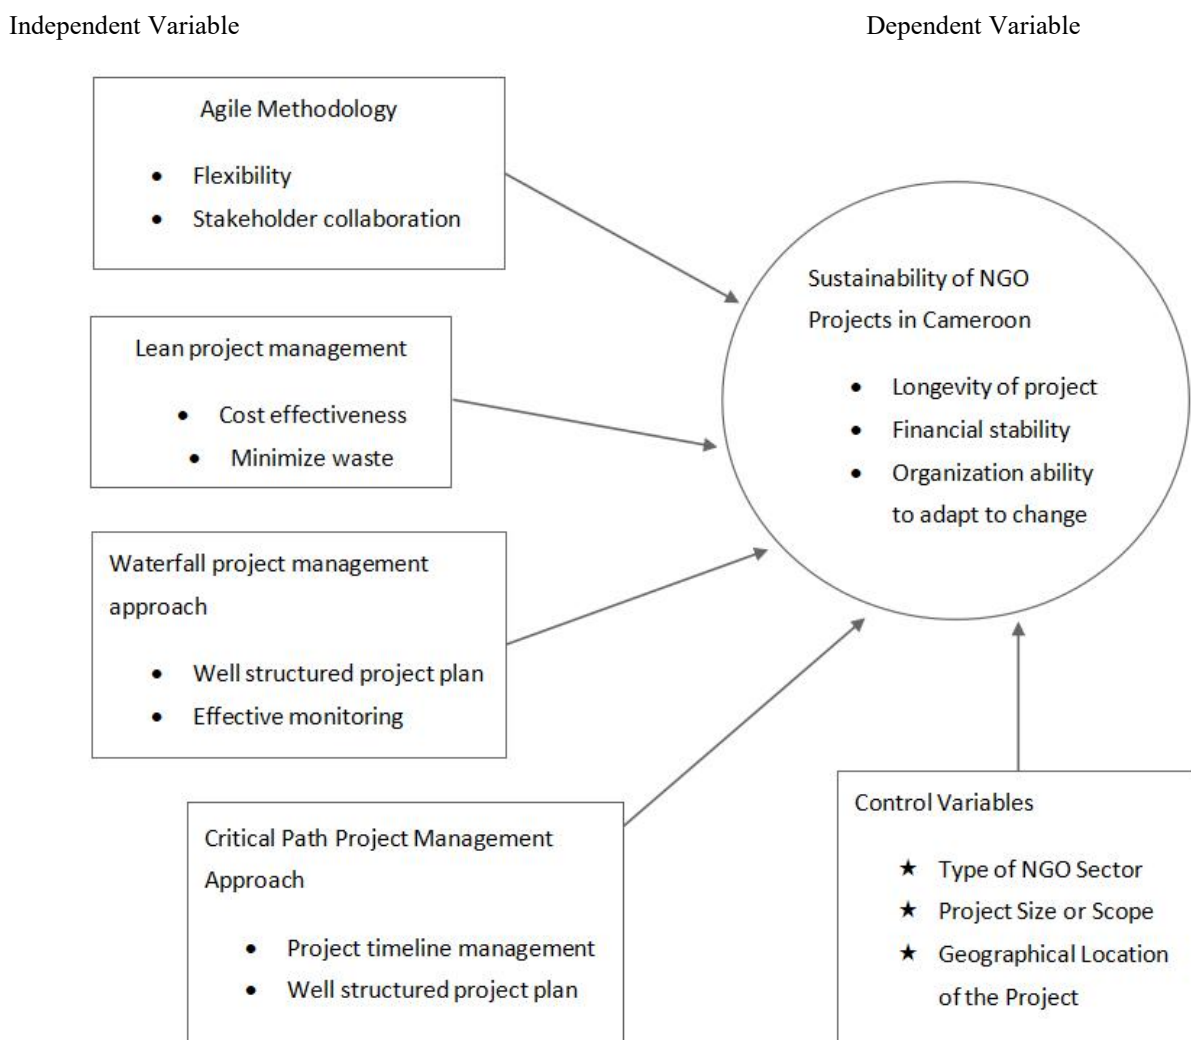 Independent Variable
Dependent Variable
Agile Methodology
• Flexibility
• Stakeholder collaboration
Lean project management
• Cost effectiveness
• Minimize waste
Waterfall project management
approach
• Well structured project plan
• Effective monitoring
Critical Path Project Management
Approach
• Project timeline management
• Well structured project plan
Sustainability of NGO
Projects in Cameroon
• Longevity of project
• Financial stability
• Organization ability
to adapt to change
Control Variables
★ Type of NGO Sector
★ Project Size or Scope
★ Geographical Location
of the Project